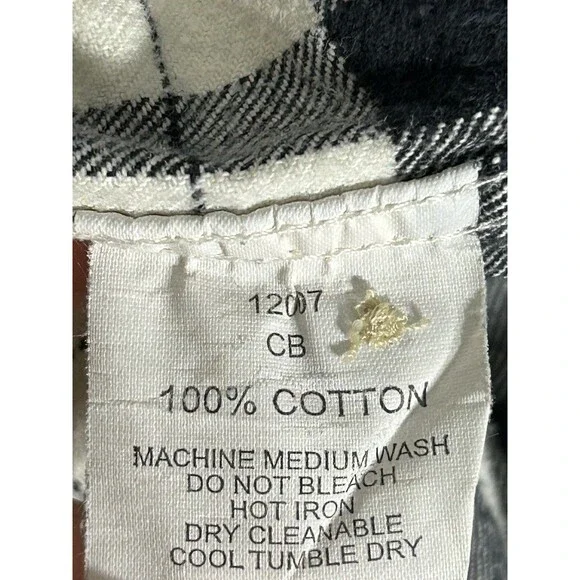 12007
CB
100% COTTON
MACHINE MEDIUM WASH
DO NOT BLEACH
HOT IRON
DRY CLEANABLE
COOL TUMBLE DRY